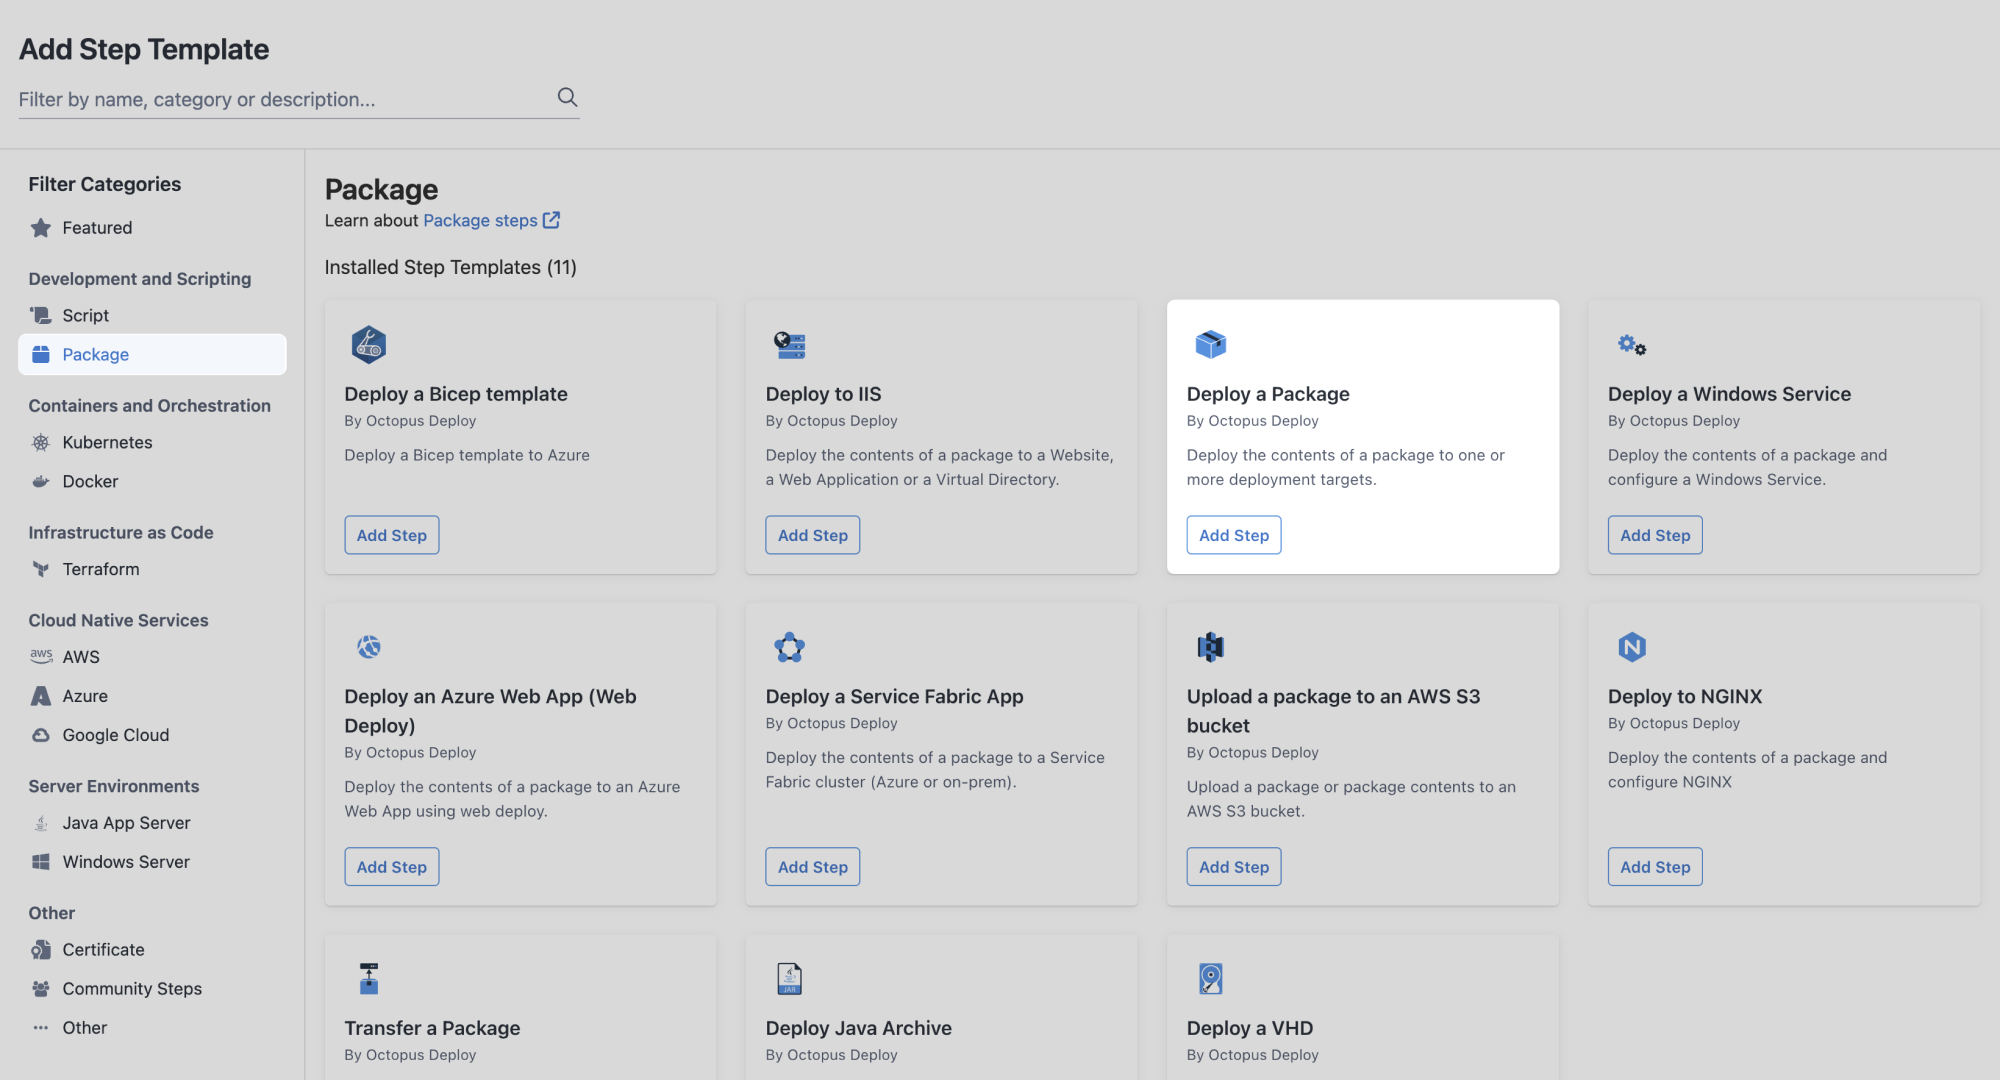 Add Step Template
Filter by name, category or description...
Filter Categories
Featured
Development and Scripting
Script
Package
Containers and Orchestration
Kubernetes
Docker
Infrastructure as Code
Terraform
Cloud Native Services
aws AWS
Azure
Google Cloud
Server Environments
Java App Server
Windows Server
Other
Certificate
Community Steps
Other
Package
Learn about Package steps
Installed Step Templates (11)
Deploy a Bicep template
By Octopus Deploy
Deploy a Bicep template to Azure
Add Step
Deploy to IIS
By Octopus Deploy
Deploy the contents of a package to a Website,
a Web Application or a Virtual Directory.
Add Step
Deploy a Package
By Octopus Deploy
Deploy the contents of a package to one or
more deployment targets.
Add Step
Deploy a Windows Service
By Octopus Deploy
Deploy the contents of a package and
configure a Windows Service.
Add Step
Deploy an Azure Web App (Web
Deploy)
By Octopus Deploy
Deploy the contents of a package to an Azure
Web App using web deploy.
Add Step
Deploy a Service Fabric App
By Octopus Deploy
Deploy the contents of a package to a Service
Fabric cluster (Azure or on-prem).
Add Step
Upload a package to an AWS S3
bucket
By Octopus Deploy
Upload a package or package contents to an
AWS S3 bucket.
Add Step
N
Deploy to NGINX
By Octopus Deploy
Deploy the contents of a package and
configure NGINX
Add Step
Transfer a Package
By Octopus Deploy
JAR
Deploy Java Archive
By Octopus Deploy
Deploy a VHD
By Octopus Deploy